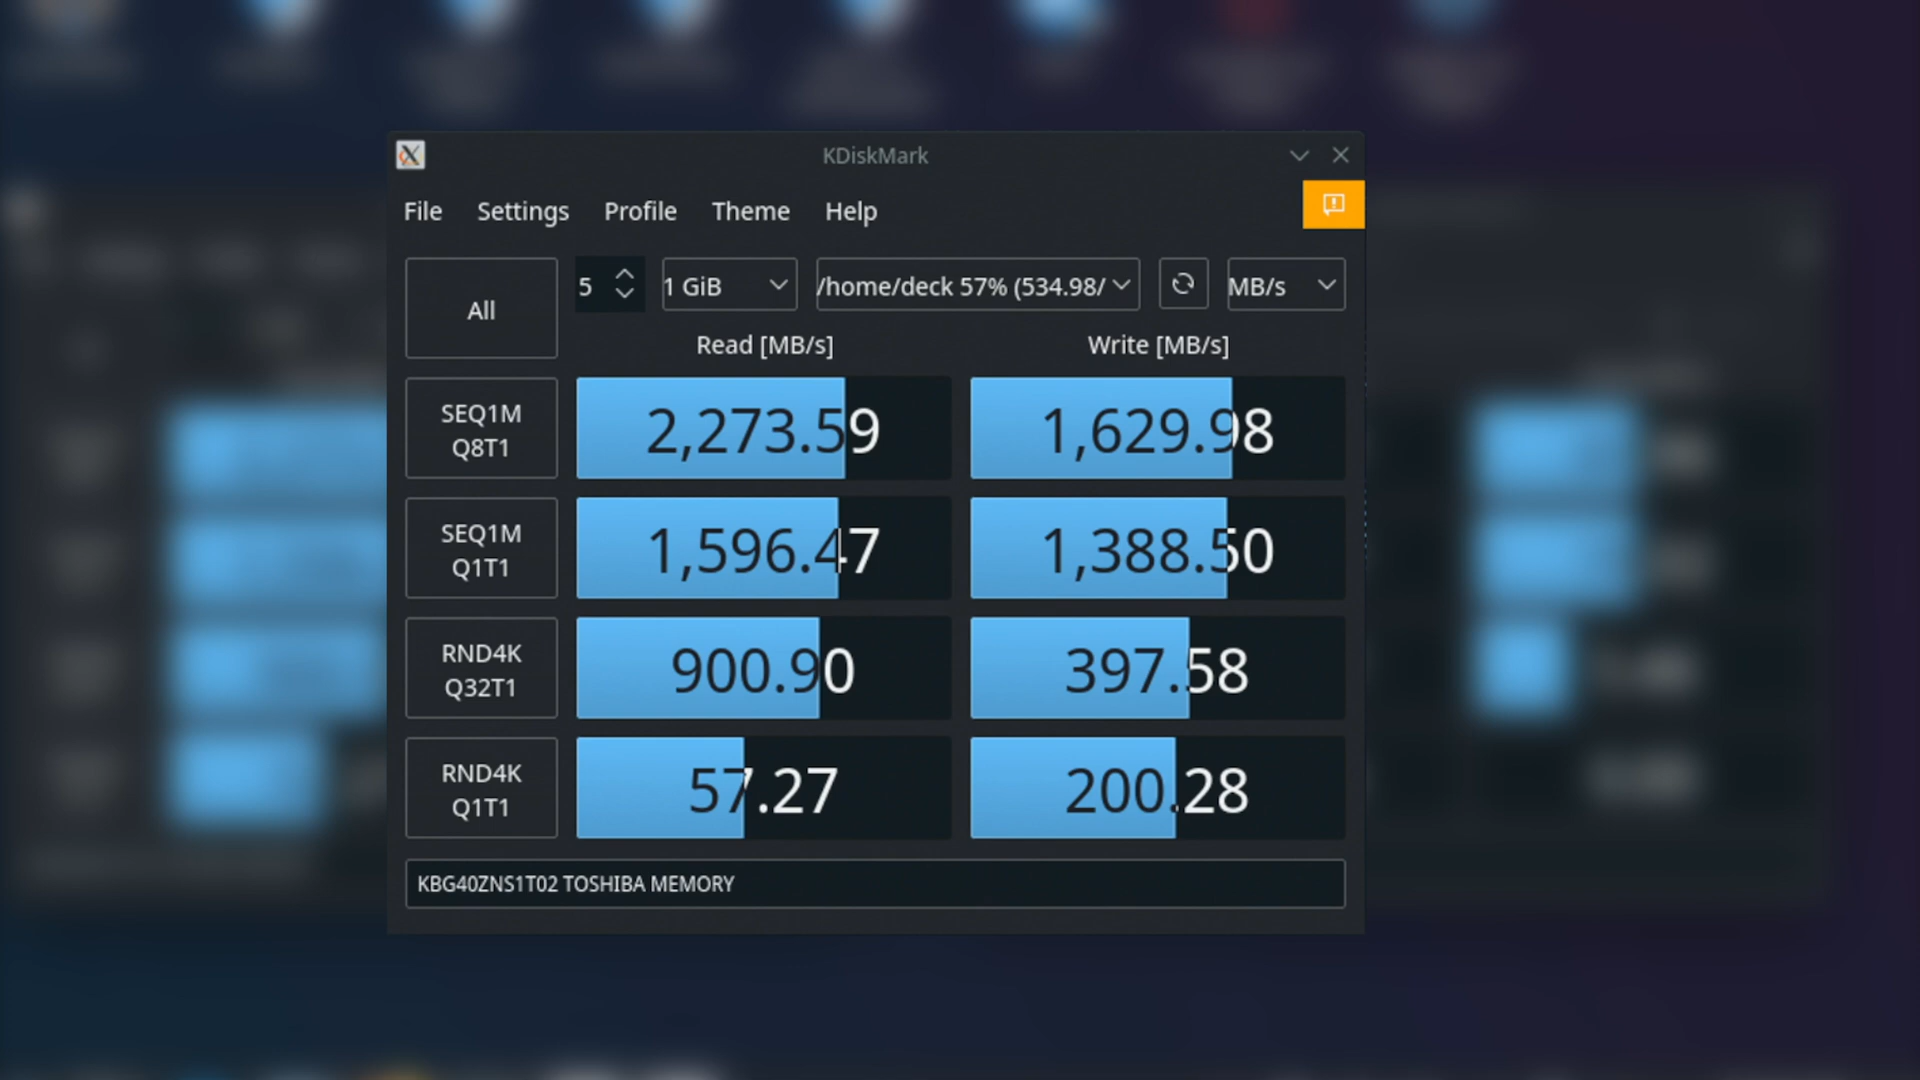 KDiskMark
File Settings Profile Theme Help
All
5
1 GiB
/home/deck 57% (534.98/
MB/s
Read [MB/s]
Write [MB/s]
SEQ1M
Q8T1
2,273.59
1,629.98
SEQ1M
Q1T1
1,596.47
1,388.50
RND4K
Q32T1
900.90
397.58
RND4K
Q1T1
57.27
200.28
KBG40ZNS1T02 TOSHIBA MEMORY